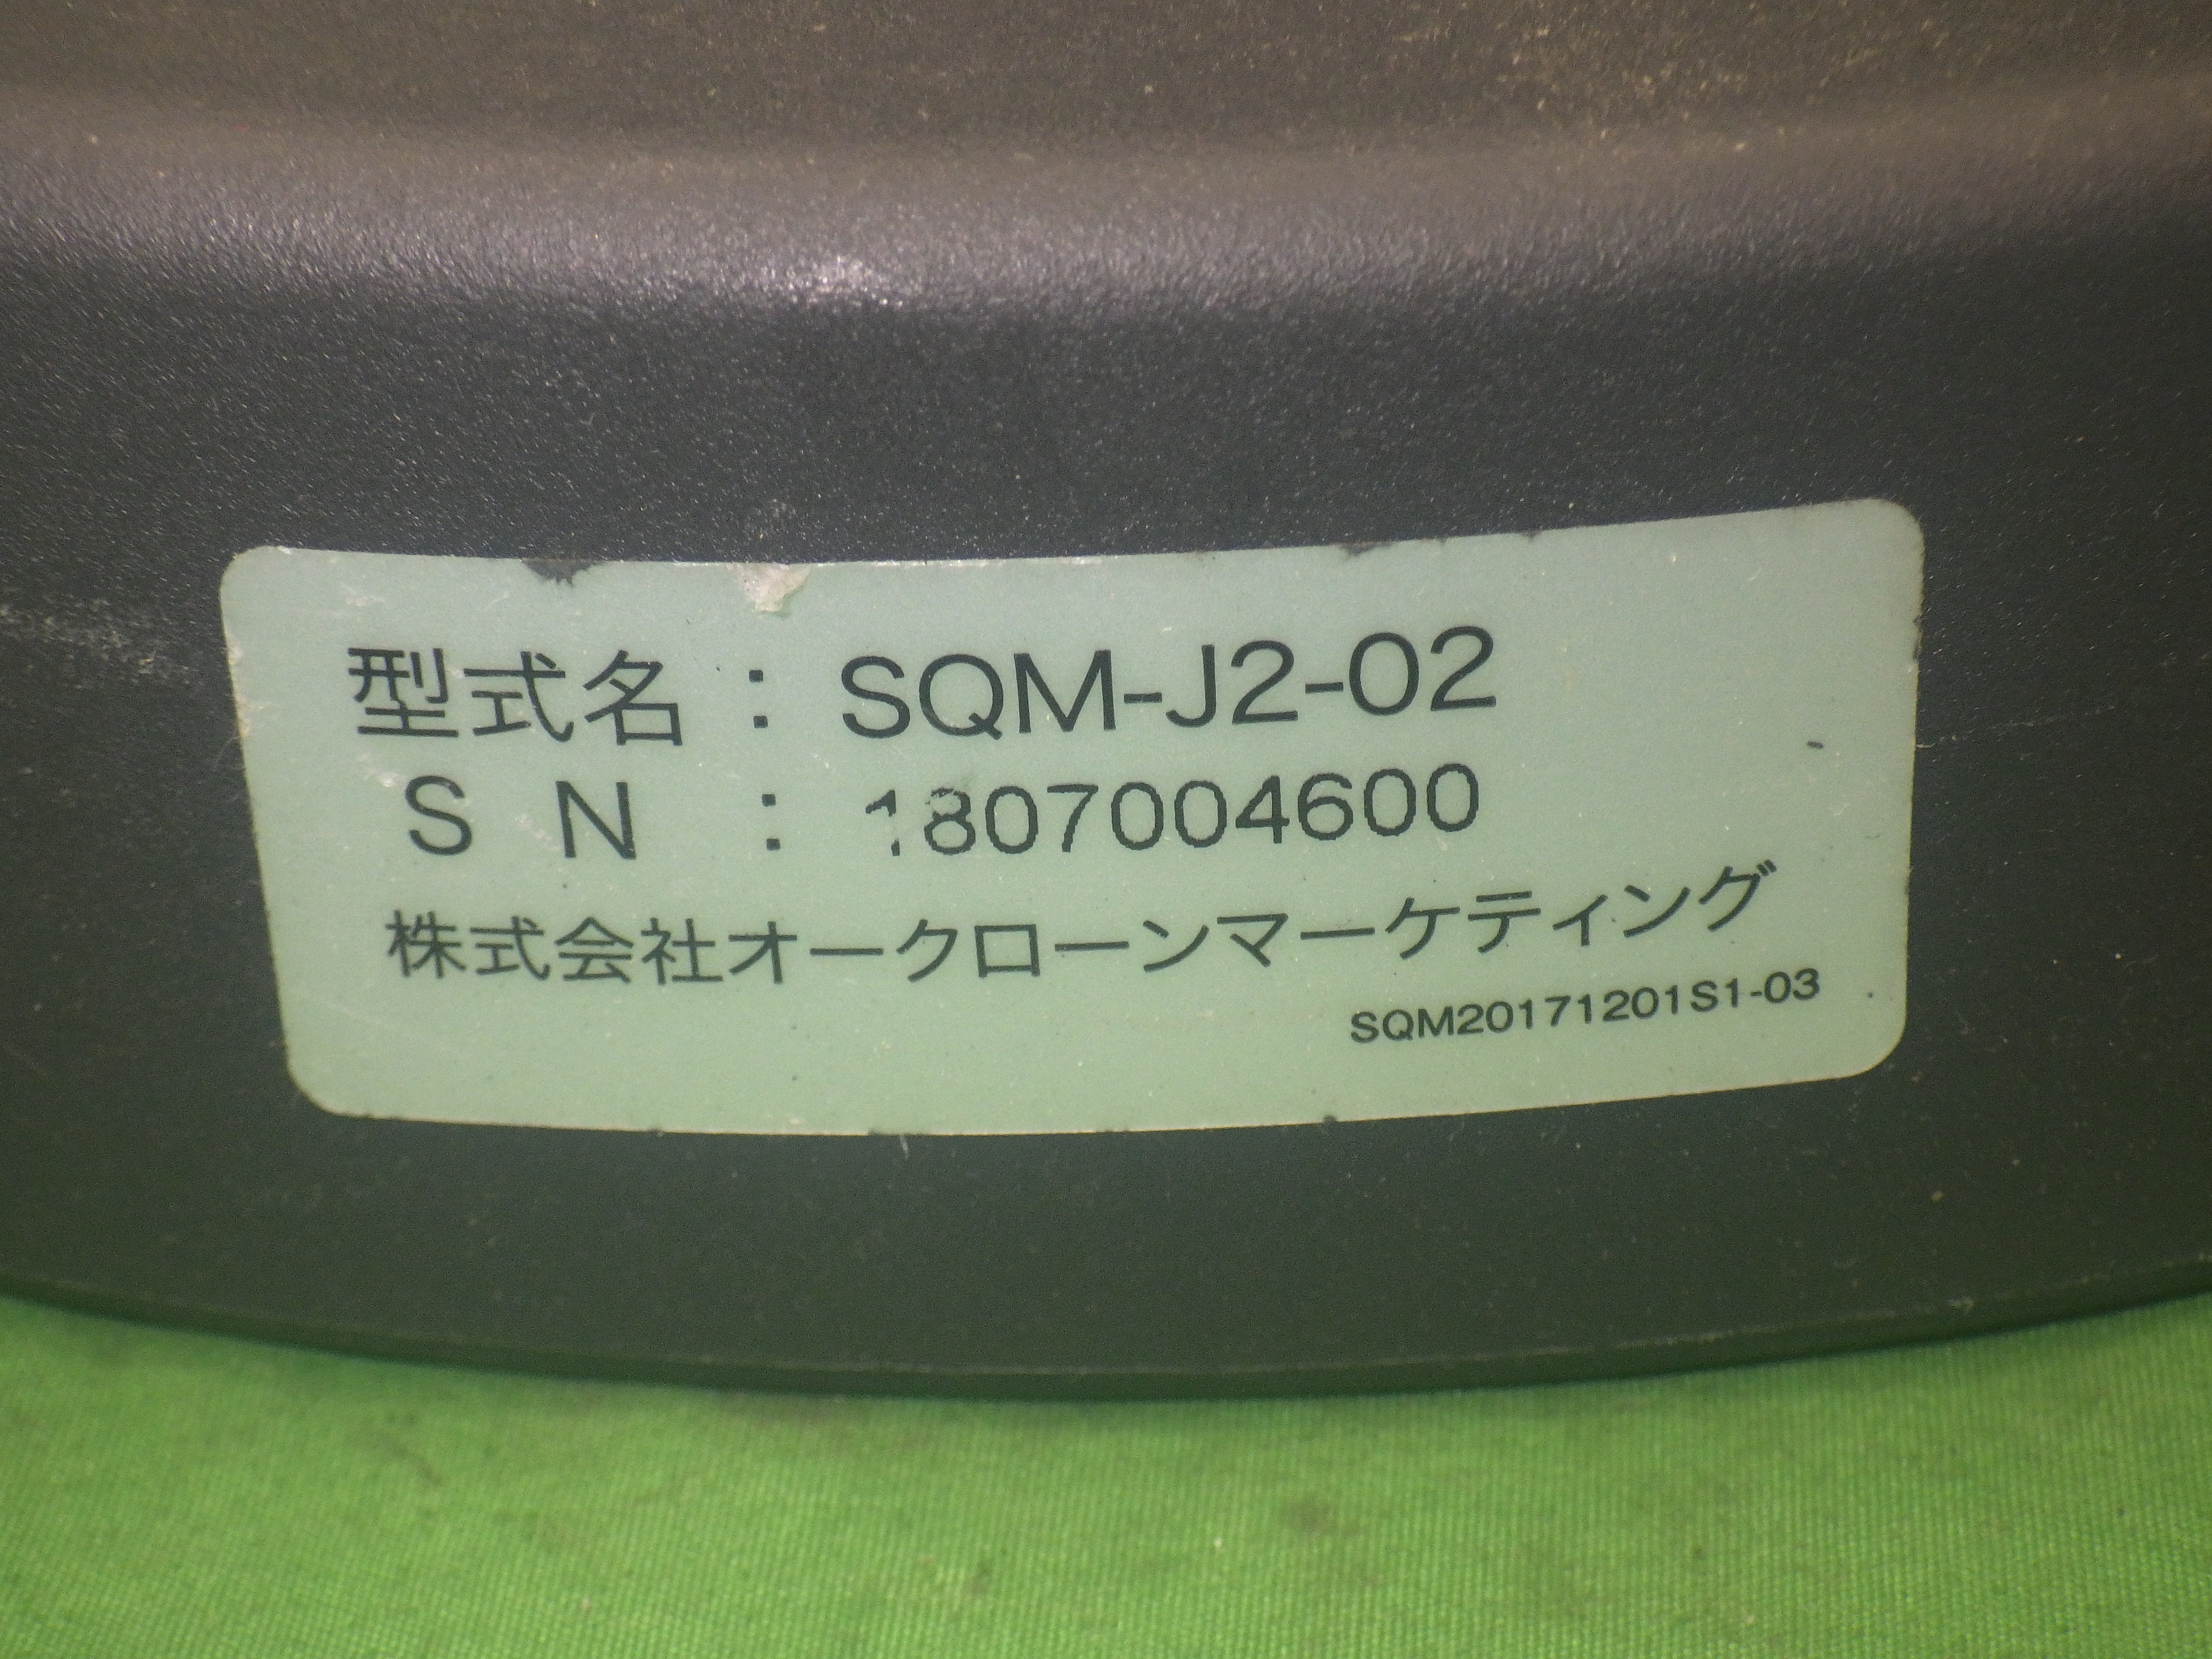 型式名 : SQM-J2-02
S N : 1807004600
株式会社オークローンマーケティング
SQM20171201S1-03